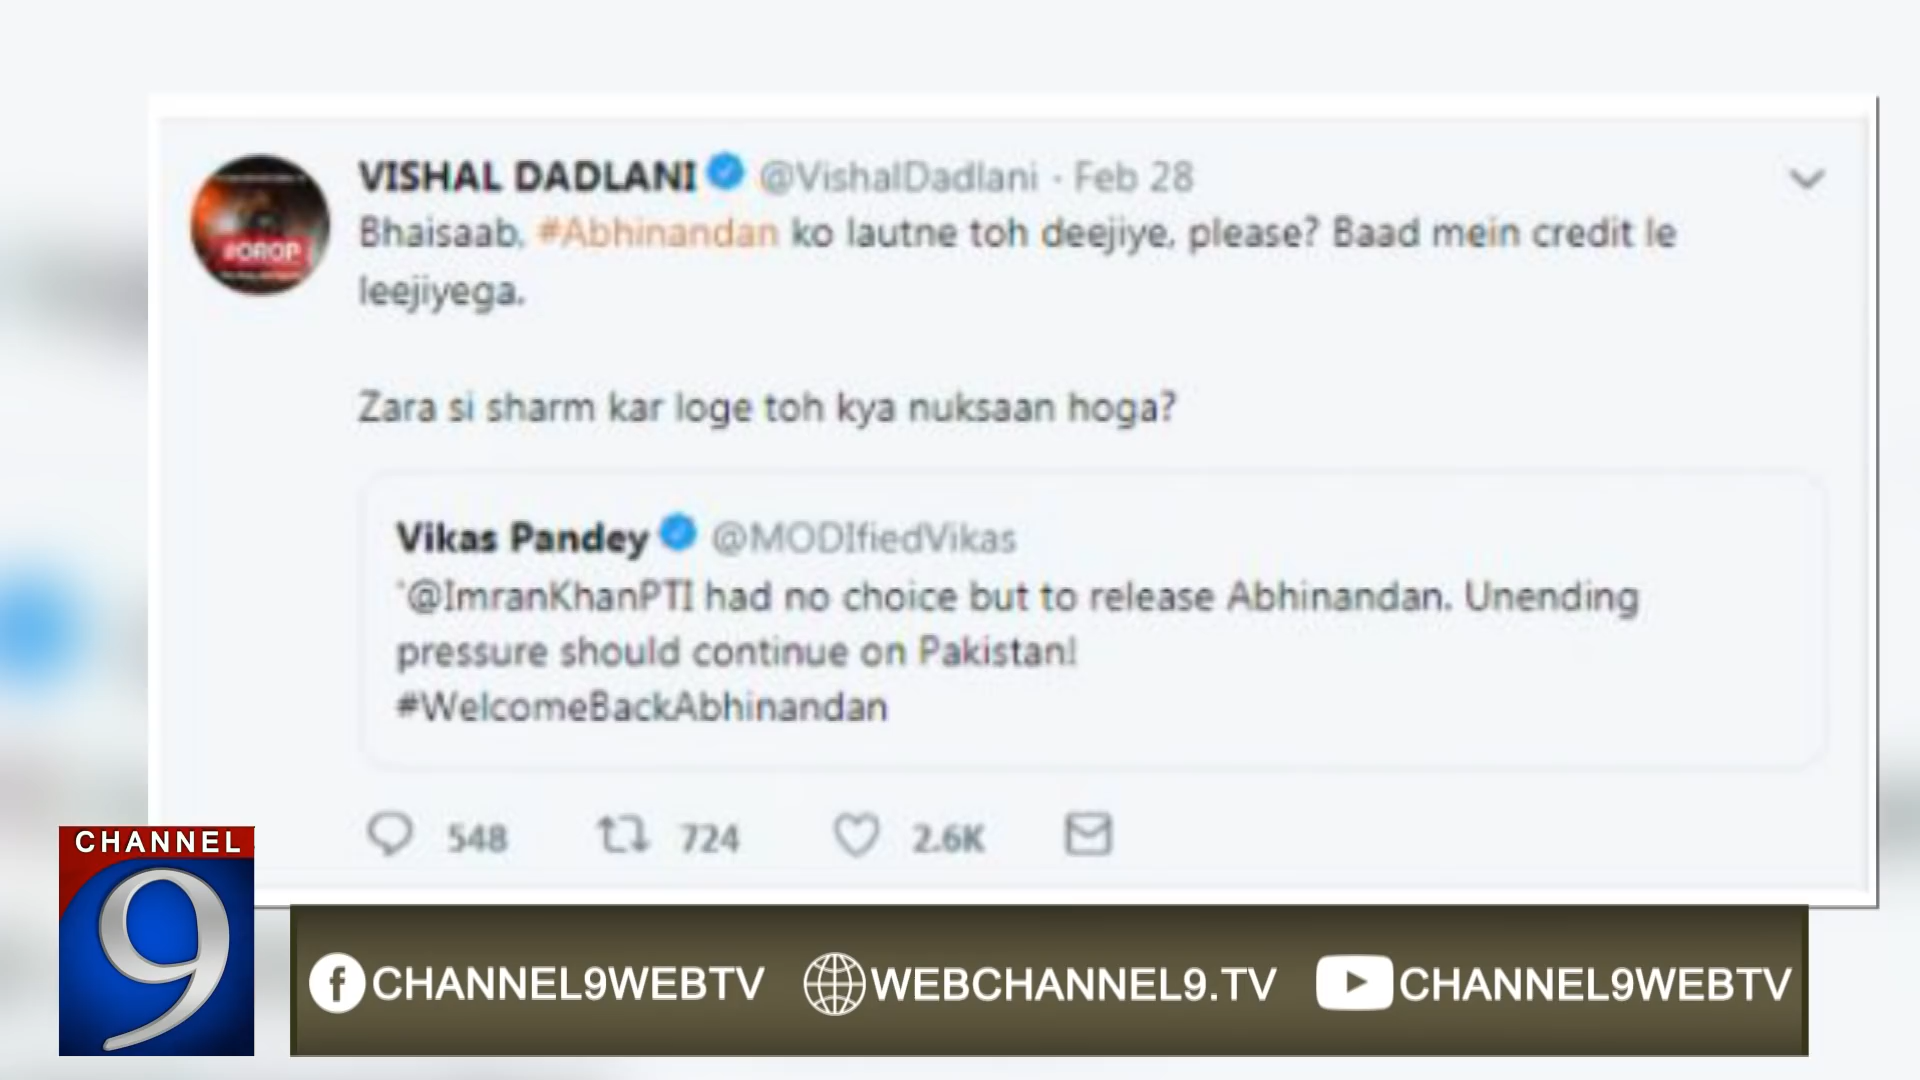 VISHAL DADLANI @VishalDadlani · Feb 28
Bhaisaab, #Abhinandan ko lautne toh deejiye, please? Baad mein credit le
leejiyega.
Zara si sharm kar loge toh kya nuksaan hoga?
#OROP
Vikas Pandey @MODIfiedVikas
@ImranKhanPTI had no choice but to release Abhinandan. Unending
pressure should continue on Pakistan!
#WelcomeBackAbhinandan
548 724 2.6K
CHANNEL
9
CHANNEL9WEBTV WEBCHANNEL9.TV CHANNEL9WEBTV